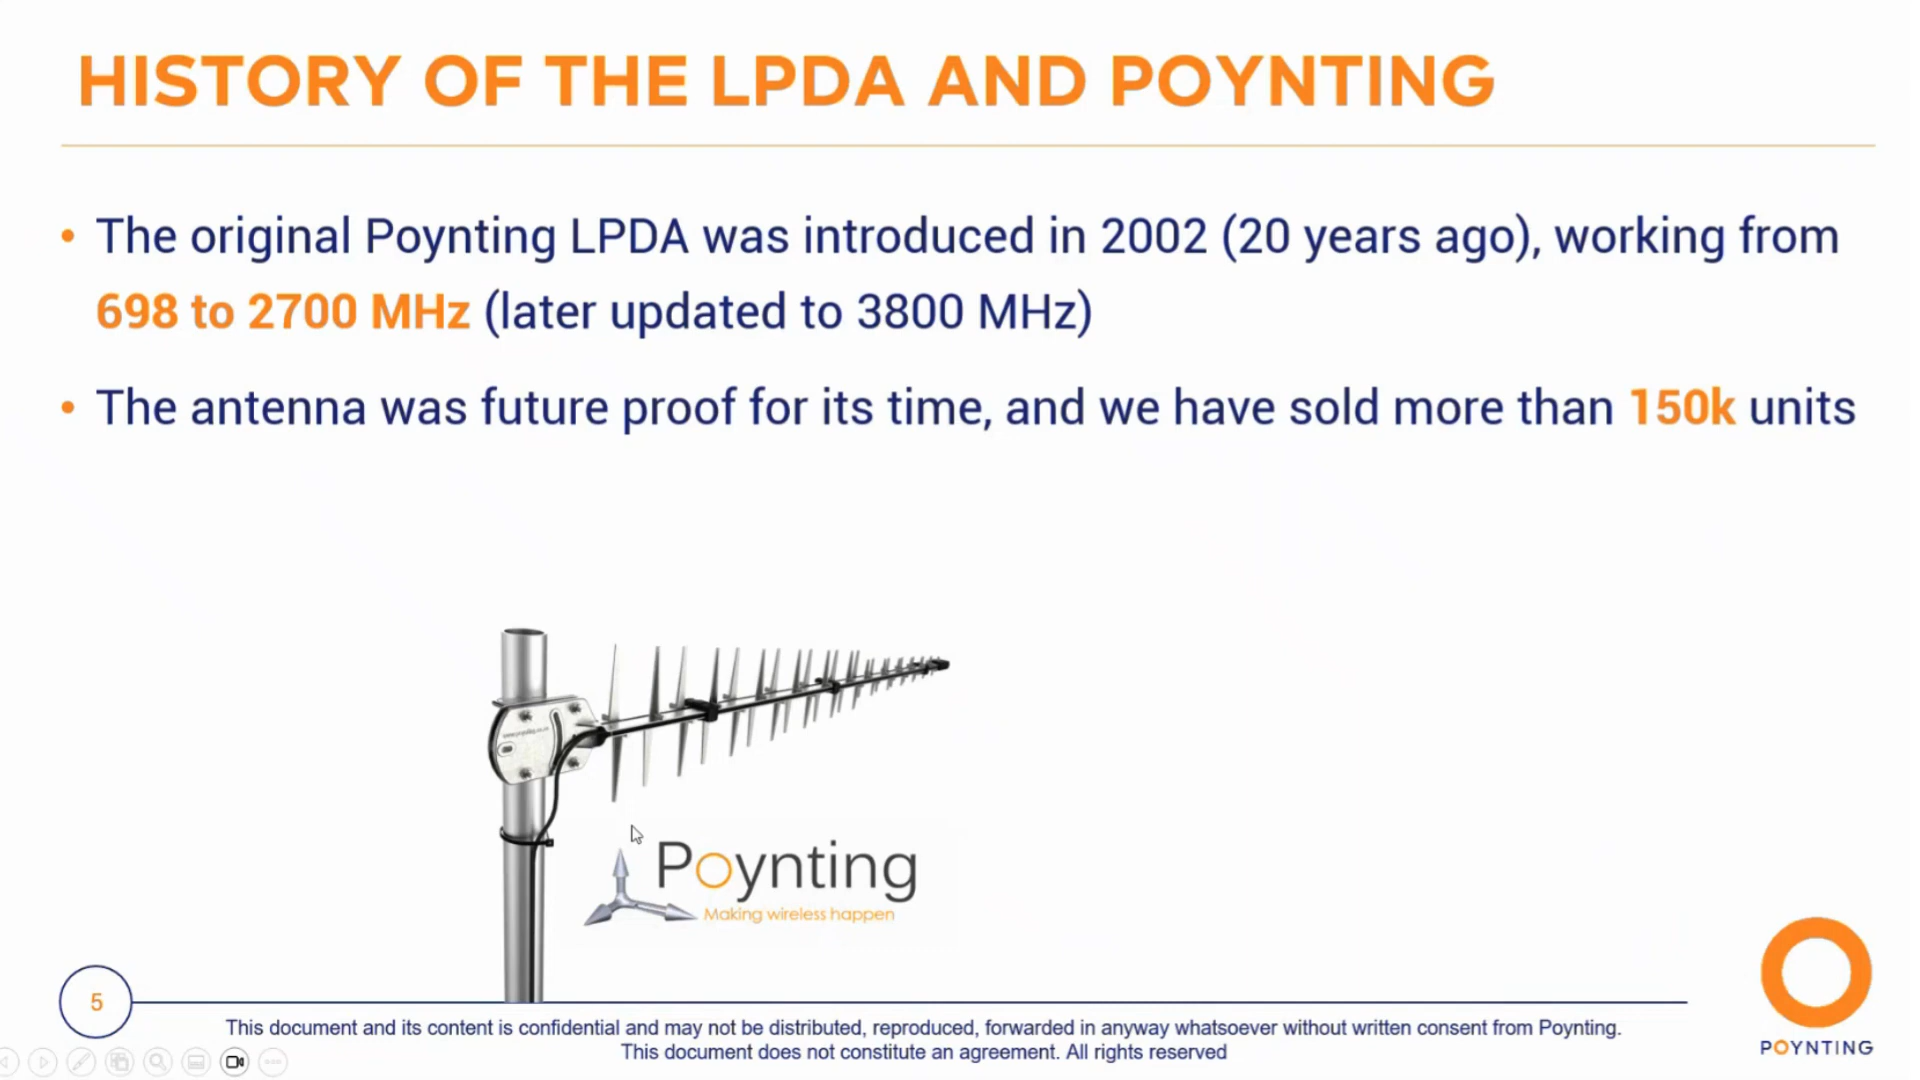 HISTORY OF THE LPDA AND POYNTING
• The original Poynting LPDA was introduced in 2002 (20 years ago), working from
698 to 2700 MHz (later updated to 3800 MHz)
• The antenna was future proof for its time, and we have sold more than 150k units
Poynting
Making wireless happen
5
This document and its content is confidential and may not be distributed, reproduced, forwarded in anyway whatsoever without written consent from Poynting.
This document does not constitute an agreement. All rights reserved
POYNTING